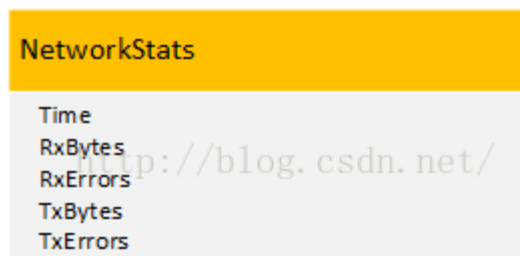 NetworkStats
Time
RxBytes
http://blog.csdn.net/
RxErrors
TxBytes
TxErrors